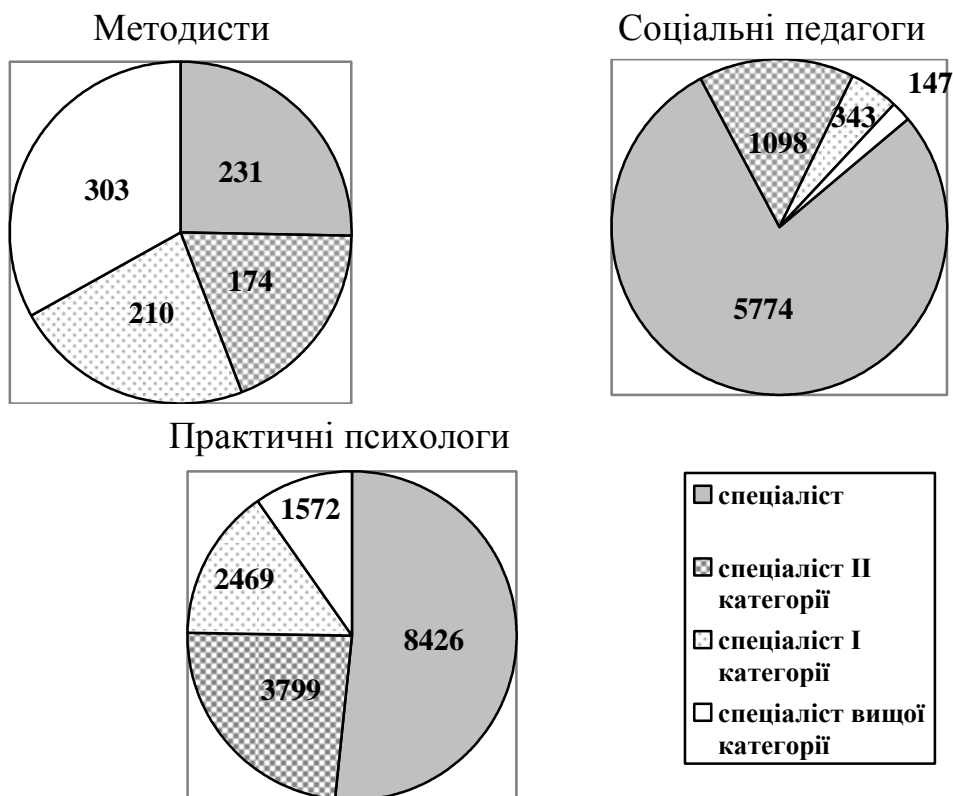 Методисти
303
231
174
210
Соціальні педагоги
147
343
1098
5774
Практичні психологи
1572
2469
8426
3799
спеціаліст
спеціаліст ІІ
категорії
спеціаліст І
категорії
спеціаліст вищої
категорії